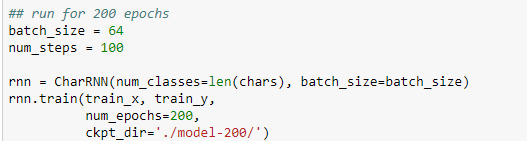 ## run for 200 epochs
batch_size = 64
num_steps = 100
rnn = CharRNN(num_classes=len(chars), batch_size=batch_size)
rnn.train(train_x, train_y,
num_epochs=200,
ckpt_dir='./model-200/')